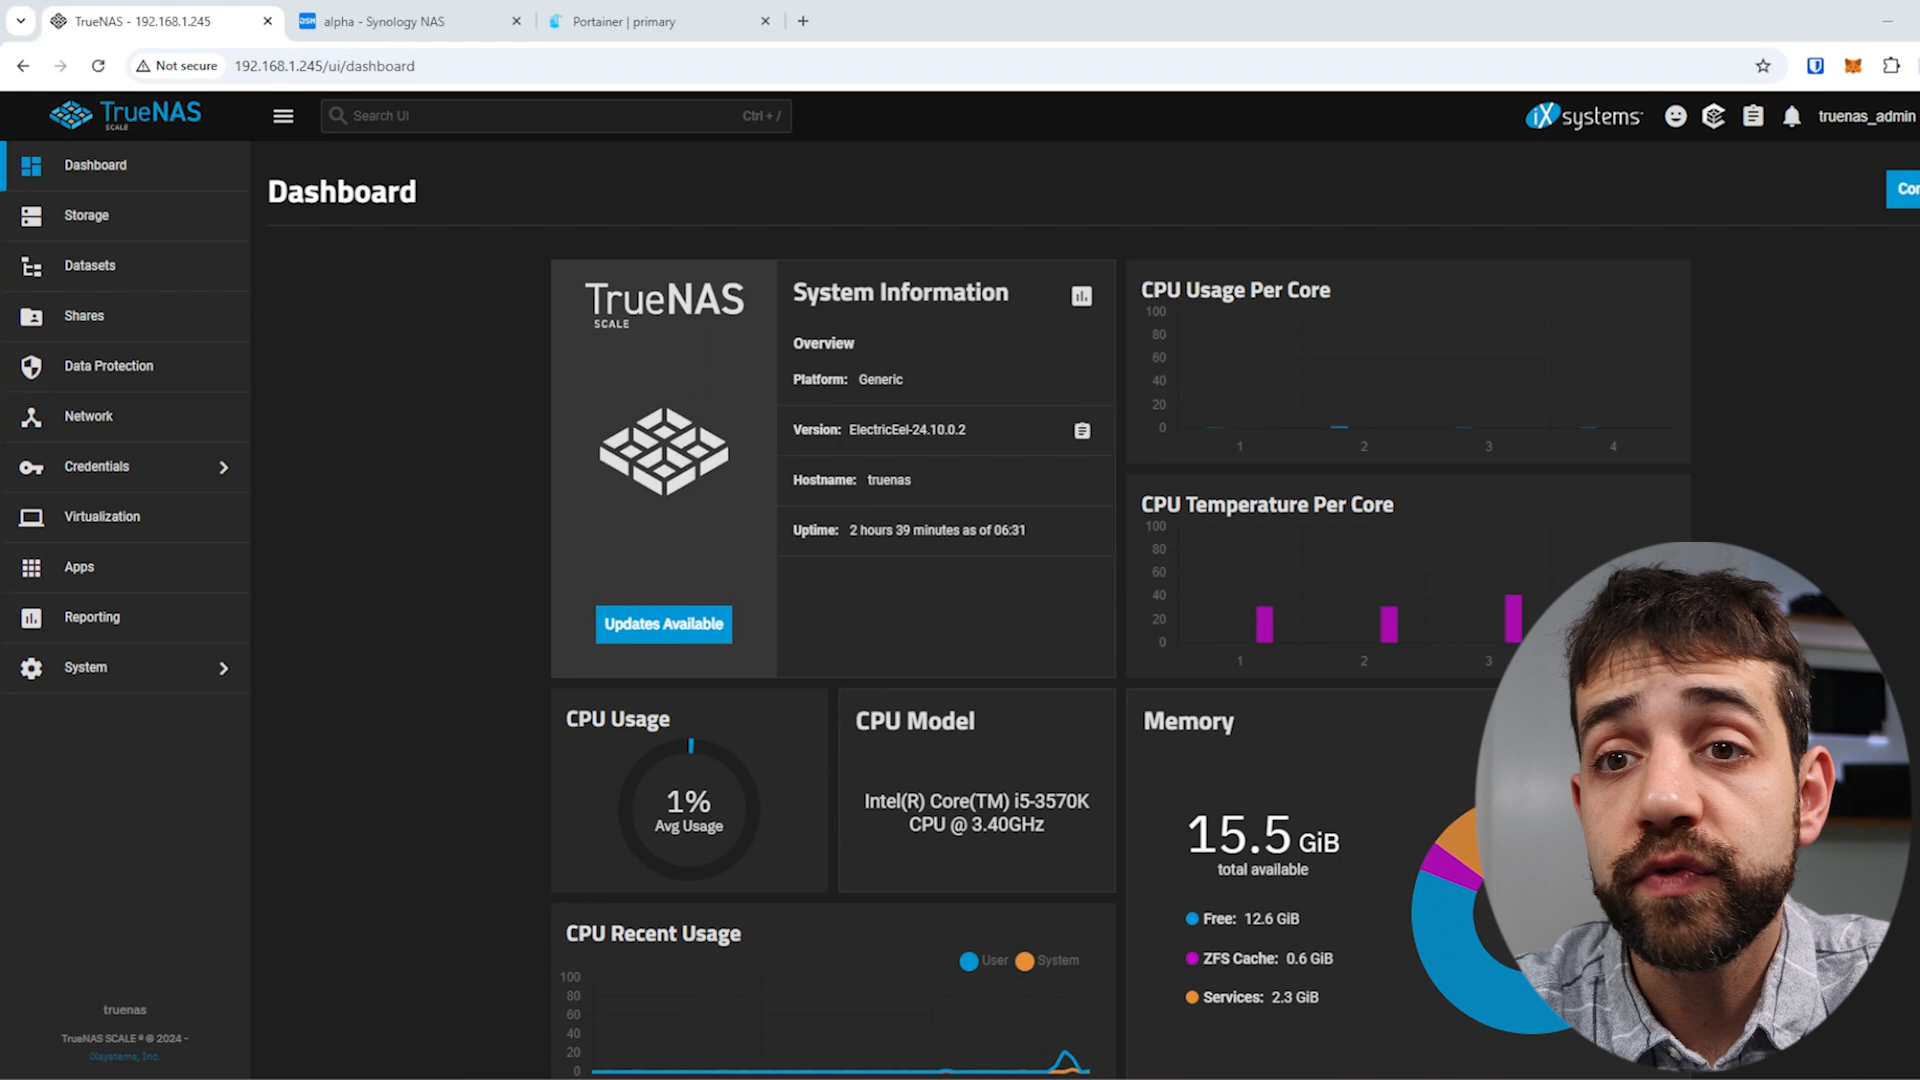 TrueNAS - 192.168.1.245
DSM
alpha - Synology NAS
Portainer | primary
Not secure
192.168.1.245/ui/dashboard
TrueNAS
SCALE
Search UI
Ctrl + /
iXsystems
truenas_admin
Dashboard
Storage
Datasets
Shares
Data Protection
Network
Credentials
Virtualization
Apps
Reporting
System
truenas
TrueNAS SCALE ® © 2024 -
iXsystems, Inc.
Dashboard
TrueNAS
SCALE
Updates Available
System Information
Overview
Platform: Generic
Version: ElectricEel-24.10.0.2
Hostname: truenas
Uptime: 2 hours 39 minutes as of 06:31
CPU Usage Per Core
100
80
60
40
20
0
1 2 3 4
CPU Temperature Per Core
100
80
60
40
20
0
1 2 3
CPU Usage
1%
Avg Usage
CPU Model
Intel(R) Core(TM) i5-3570K
CPU @ 3.40GHz
Memory
15.5 GiB
total available
Free: 12.6 GiB
ZFS Cache: 0.6 GiB
Services: 2.3 GiB
CPU Recent Usage
User System
100
80
60
40
20
0